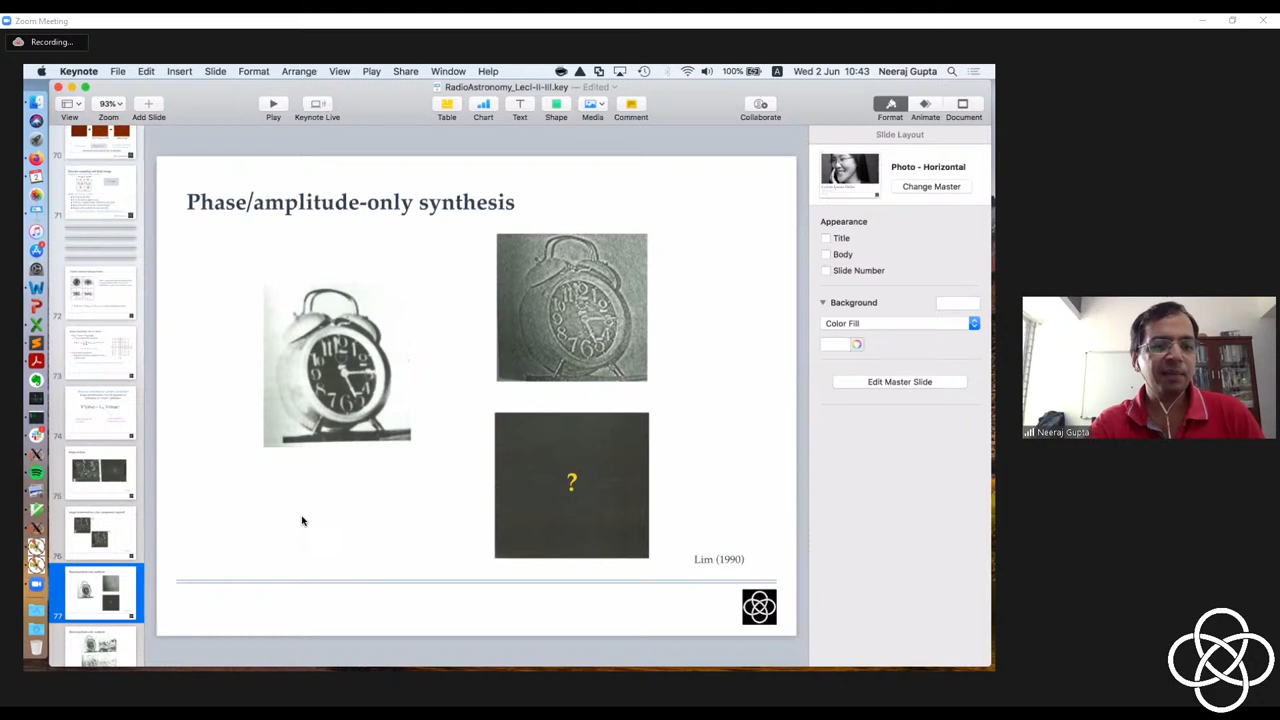 Zoom Meeting
Recording...
Keynote File Edit Insert Slide Format Arrange View Play Share Window Help 100% A Wed 2 Jun 10:43 Neeraj Gupta
RadioAstronomy_LecI-II-III.key — Edited
93%
View Zoom Add Slide Play Keynote Live Table Chart Text Shape Media Comment Collaborate Format Animate Document
Slide Layout
Photo - Horizontal
Change Master
Appearance
Title
Body
Slide Number
Background
Color Fill
Edit Master Slide
70
71
72
73
74
75
76
77
Phase/amplitude-only synthesis
?
Lim (1990)
Neeraj Gupta